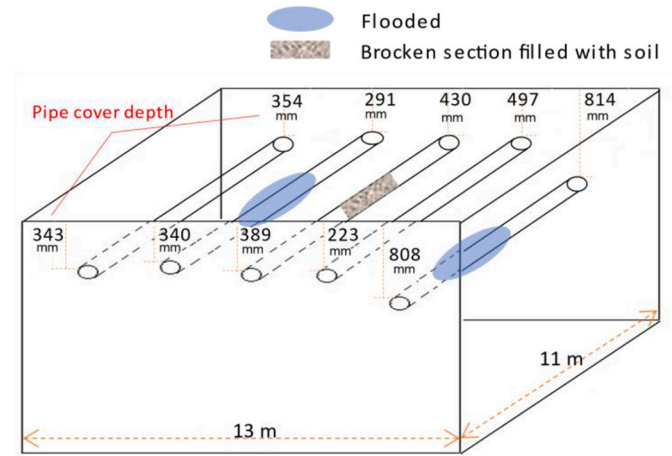 Flooded
Brocken section filled with soil
Pipe cover depth
354
mm
291
mm
430
mm
497
mm
814
mm
343
mm
340
mm
389
mm
223
mm
808
mm
11 m
13 m